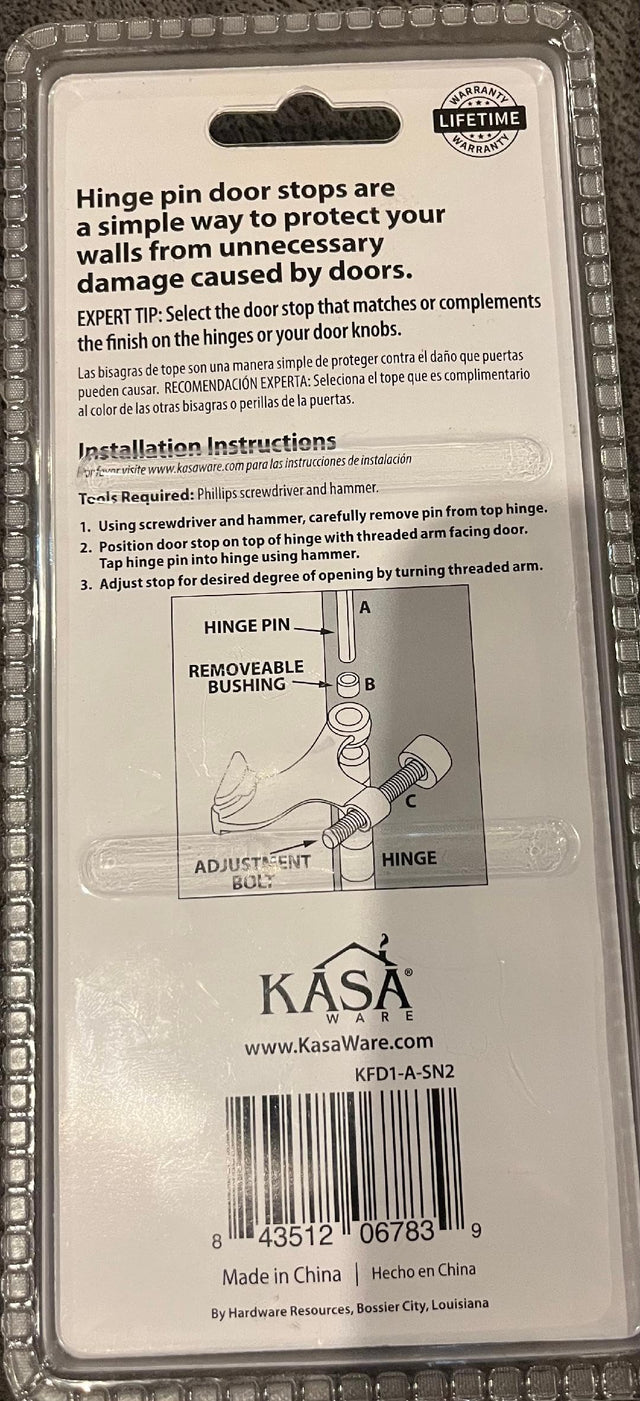 WARRANTY
LIFETIME
WARRANTY
Hinge pin door stops are
a simple way to protect your
walls from unnecessary
damage caused by doors.
EXPERT TIP: Select the door stop that matches or complements
the finish on the hinges or your door knobs.
Las bisagras de tope son una manera simple de proteger contra el daño que puertas
pueden causar. RECOMENDACIÓN EXPERTA: Seleciona el tope que es complimentario
al color de las otras bisagras o perillas de la puertas.
Installation Instructions
Por favor visite www.kasaware.com para las instrucciones de instalación
Tools Required: Phillips screwdriver and hammer.
1. Using screwdriver and hammer, carefully remove pin from top hinge.
2. Position door stop on top of hinge with threaded arm facing door.
Tap hinge pin into hinge using hammer.
3. Adjust stop for desired degree of opening by turning threaded arm.
A
HINGE PIN
REMOVEABLE
BUSHING
B
C
ADJUSTMENT
BOLT
HINGE
KASA®
WARE
www.KasaWare.com
KFD1-A-SN2
8 43512 06783 9
Made in China | Hecho en China
By Hardware Resources, Bossier City, Louisiana